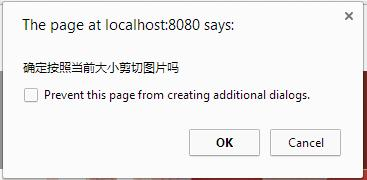 The page at localhost:8080 says:
确定按照当前大小剪切图片吗
Prevent this page from creating additional dialogs.
OK
Cancel